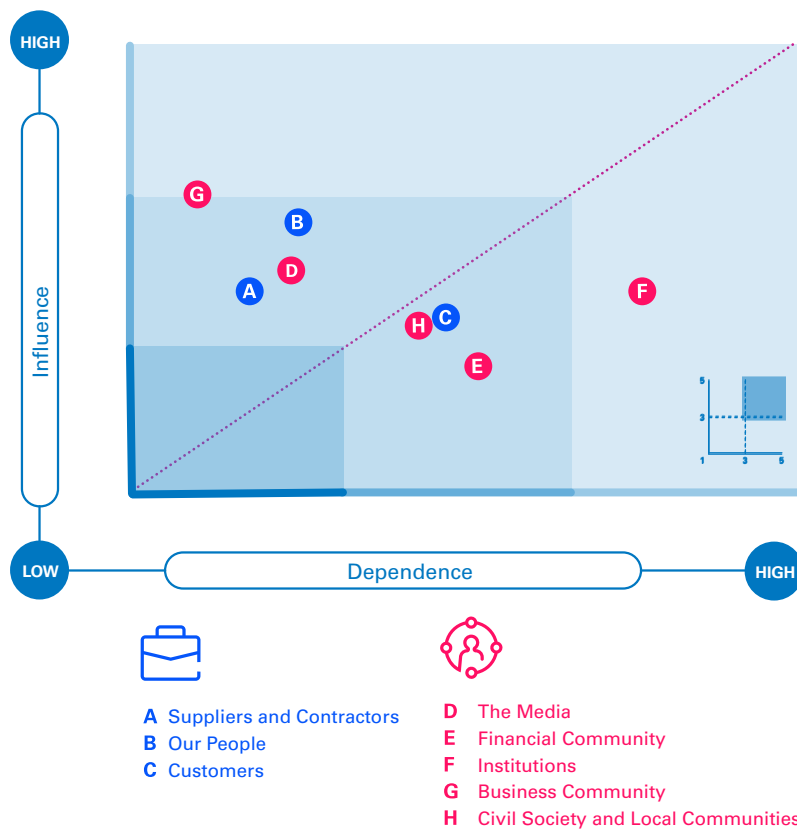 HIGH
G
B
D
A
F
H C
E
Influence
5
3
1 3 5
LOW
Dependence
HIGH
A Suppliers and Contractors
B Our People
C Customers
D The Media
E Financial Community
F Institutions
G Business Community
H Civil Society and Local Communities